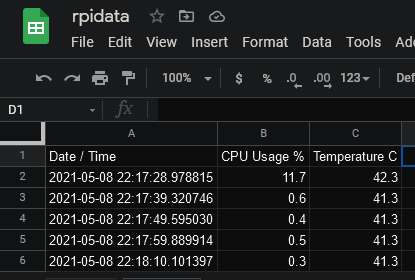 rpidata
File Edit View Insert Format Data Tools
100% $ % .0 .00 123
D1 fx
A B C
1 Date / Time CPU Usage % Temperature C
2 2021-05-08 22:17:28.978815 11.7 42.3
3 2021-05-08 22:17:39.320746 0.6 41.3
4 2021-05-08 22:17:49.595030 0.4 41.3
5 2021-05-08 22:17:59.889914 0.5 41.3
6 2021-05-08 22:18:10.101397 0.3 41.3